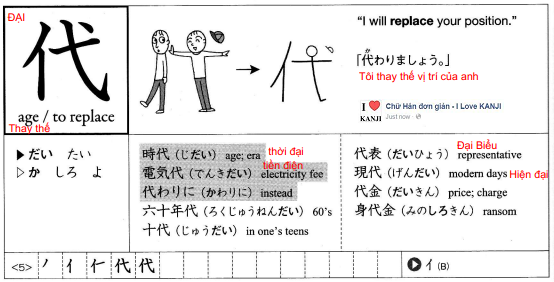 ĐẠI
代
age / to replace
Thay thế
代
"I will replace your position."
「代わりましょう。」
か
Tôi thay thế vị trí của anh
I ❤ KANJI
Chữ Hán đơn giản - I Love KANJI
Just now
▶だい たい
▷か しろ よ
時代（じだい） age; era
thời đại
電気代（でんきだい） electricity fee
tiền điện
代わりに（かわりに） instead
六十年代（ろくじゅうねんだい） 60's
十代（じゅうだい） in one's teens
Đại Biểu
代表（だいひょう） representative
現代（げんだい） modern days
Hiện đại
代金（だいきん） price; charge
身代金（みのしろきん） ransom
<5> ノ イ 代 代
イ (B)